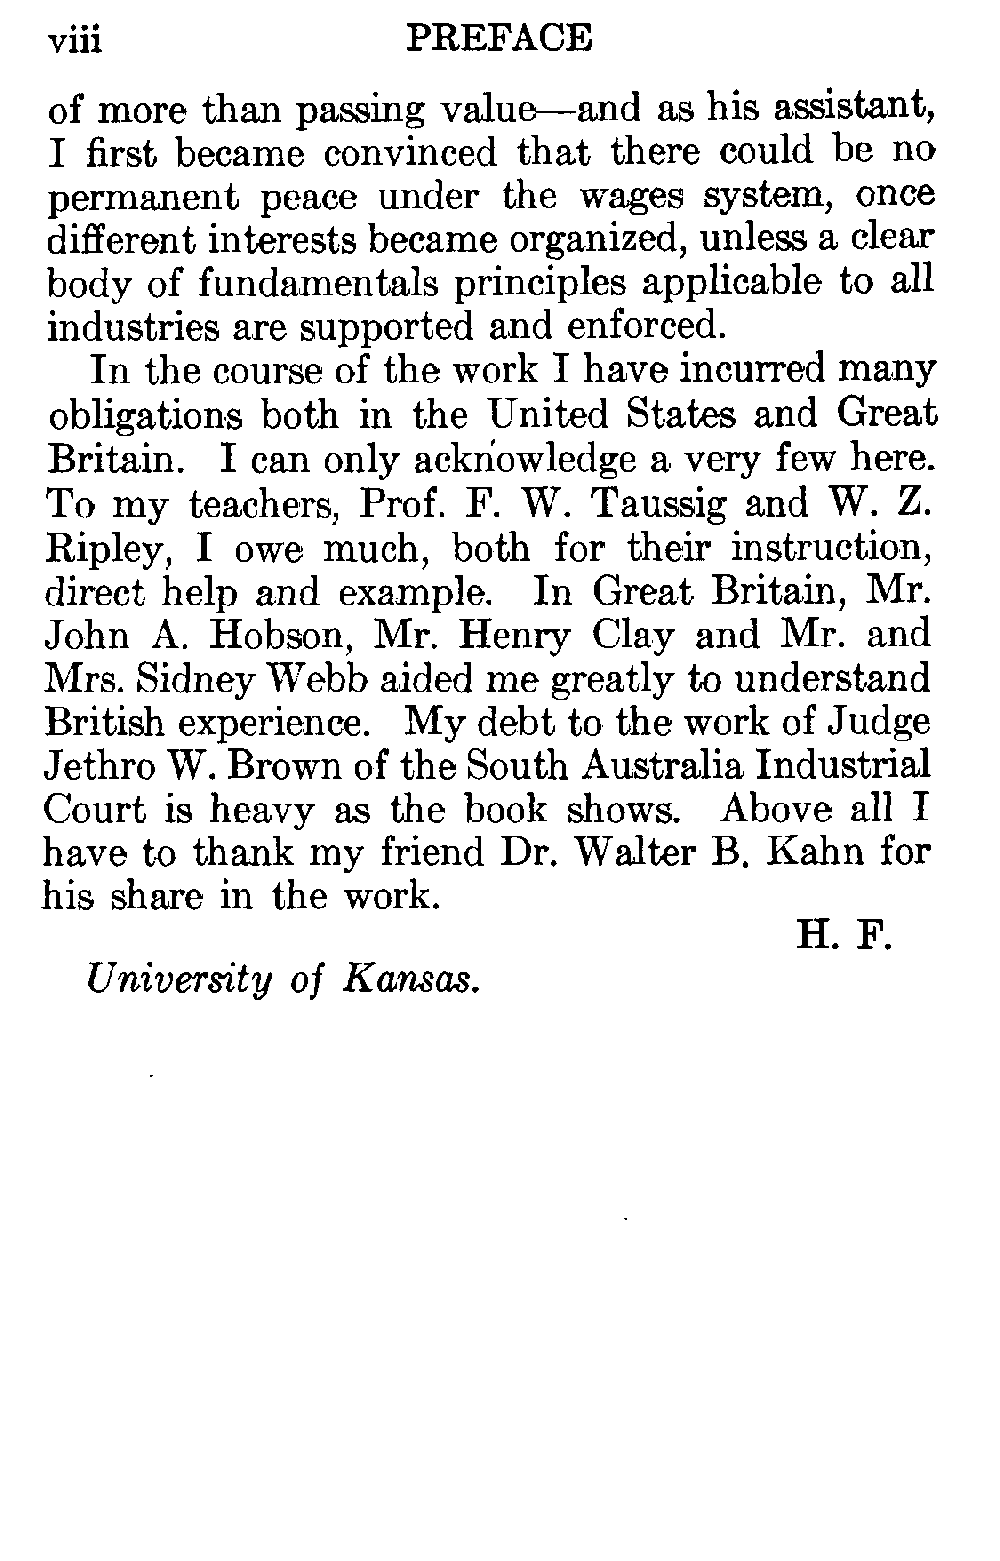 viii PREFACE
of more than passing value—and as his assistant,
I first became convinced that there could be no
permanent peace under the wages system, once
different interests became organized, unless a clear
body of fundamentals principles applicable to all
industries are supported and enforced.
In the course of the work I have incurred many
obligations both in the United States and Great
Britain. I can only acknowledge a very few here.
To my teachers, Prof. F. W. Taussig and W. Z.
Ripley, I owe much, both for their instruction,
direct help and example. In Great Britain, Mr.
John A. Hobson, Mr. Henry Clay and Mr. and
Mrs. Sidney Webb aided me greatly to understand
British experience. My debt to the work of Judge
Jethro W. Brown of the South Australia Industrial
Court is heavy as the book shows. Above all I
have to thank my friend Dr. Walter B. Kahn for
his share in the work.
H. F.
University of Kansas.